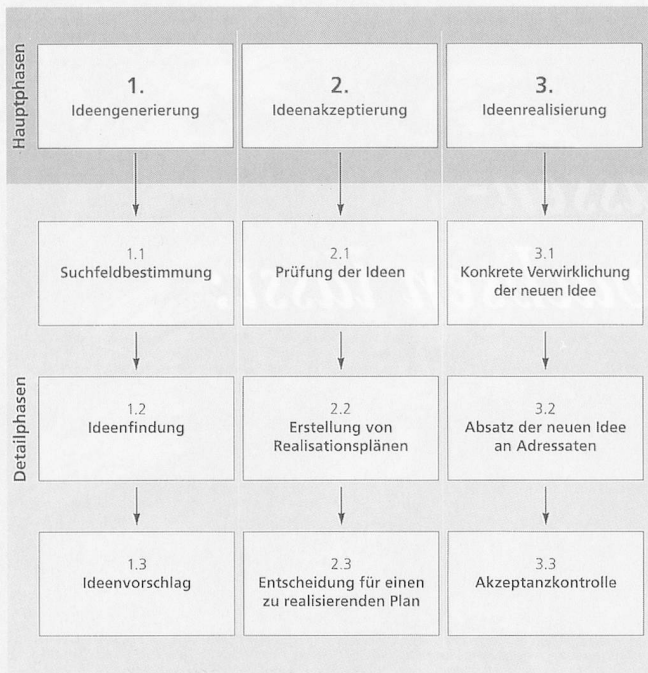 Hauptphasen
1.
Ideengenerierung
2.
Ideenakzeptierung
3.
Ideenrealisierung
Detailphasen
1.1
Suchfeldbestimmung
2.1
Prüfung der Ideen
3.1
Konkrete Verwirklichung
der neuen Idee
1.2
Ideenfindung
2.2
Erstellung von
Realisationsplänen
3.2
Absatz der neuen Idee
an Adressaten
1.3
Ideenvorschlag
2.3
Entscheidung für einen
zu realisierenden Plan
3.3
Akzeptanzkontrolle